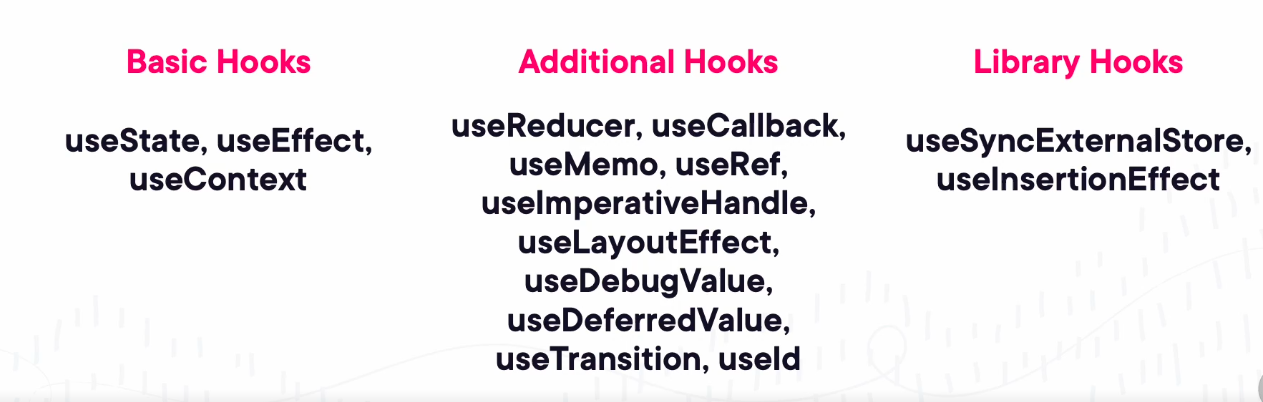 Basic Hooks
useState, useEffect,
useContext
Additional Hooks
useReducer, useCallback,
useMemo, useRef,
useImperativeHandle,
useLayoutEffect,
useDebugValue,
useDeferredValue,
useTransition, useId
Library Hooks
useSyncExternalStore,
useInsertionEffect